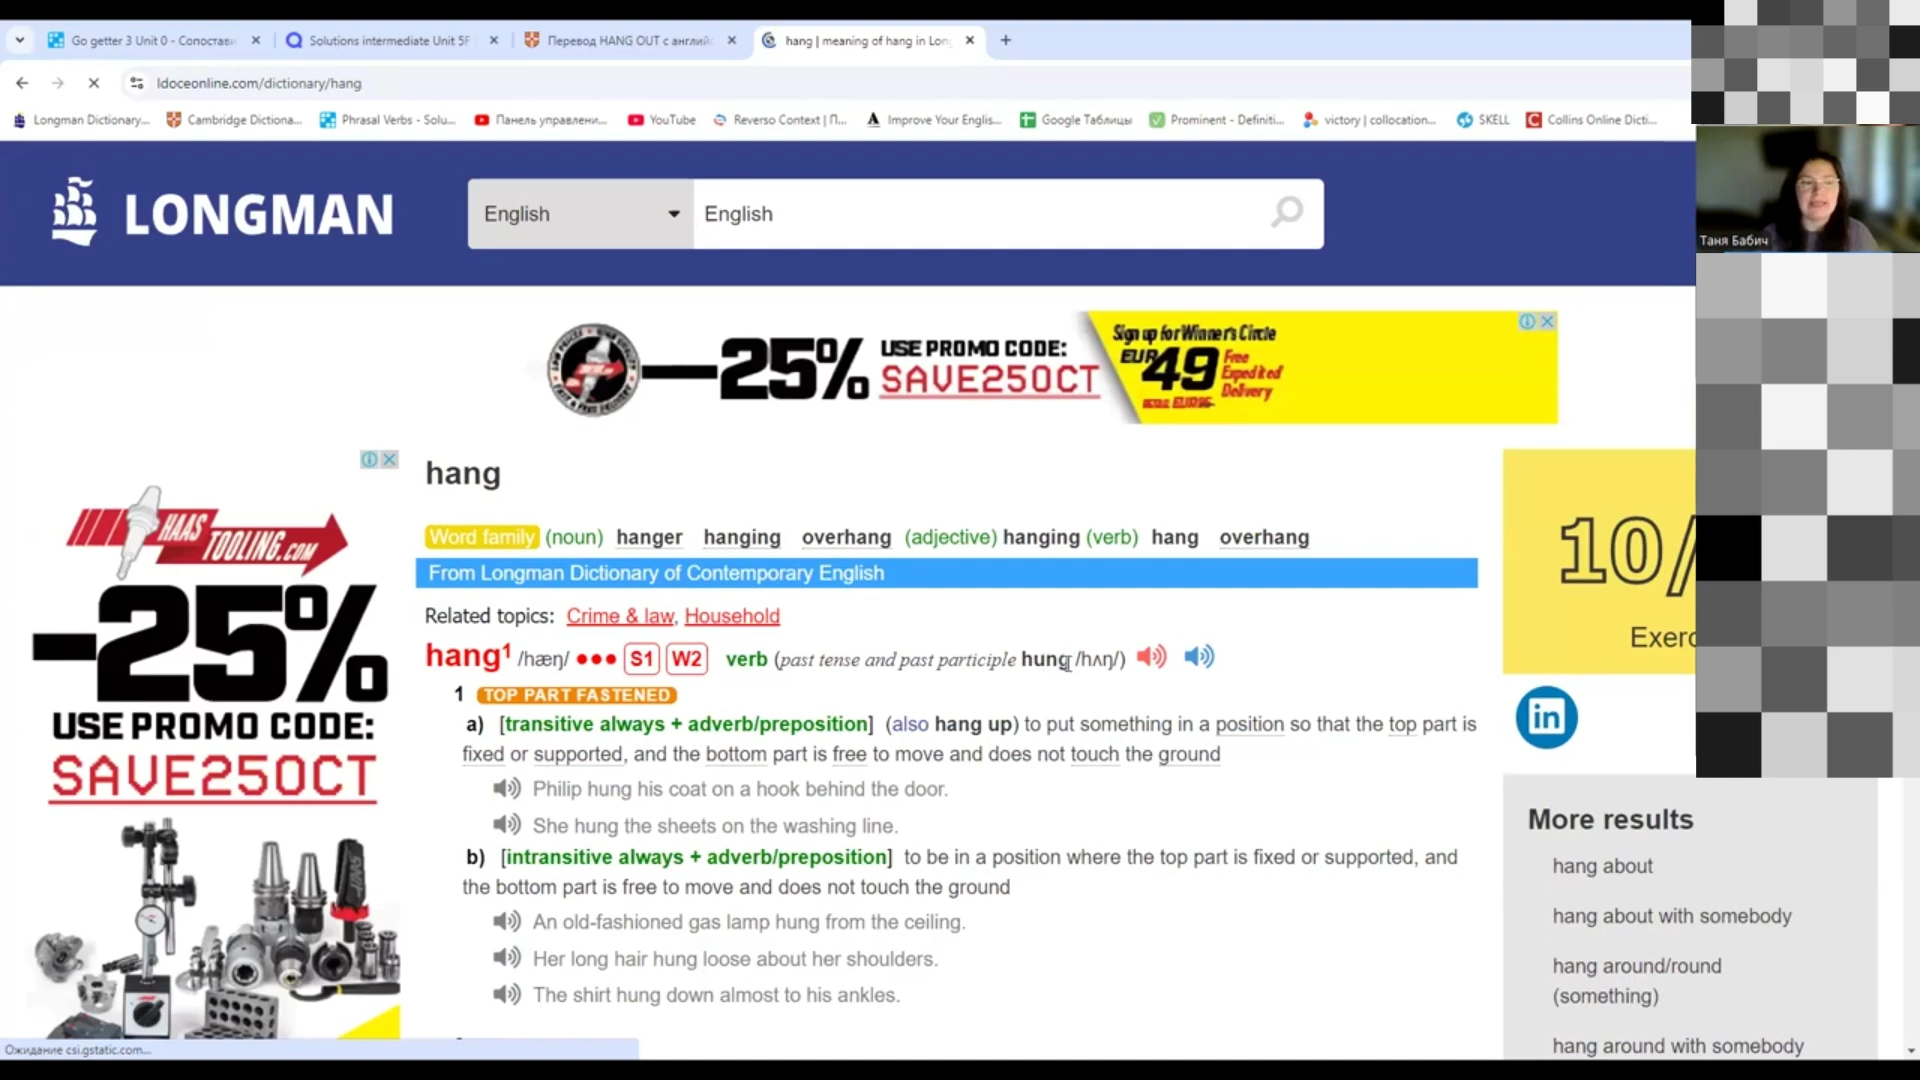 Go getter 3 Unit 0 - Сопостави
Solutions intermediate Unit 5F
Перевод HANG OUT с английс
hang | meaning of hang in Lon
ldoceonline.com/dictionary/hang
Longman Dictionary...
Cambridge Dictiona...
Phrasal Verbs - Solu...
Панель управлени...
YouTube
Reverso Context | П...
Improve Your Englis...
Google Таблицы
Prominent - Definiti...
victory | collocation...
SKELL
Collins Online Dicti...
Таня Бабич
LONGMAN
English
English
-25%
USE PROMO CODE:
SAVE25OCT
Sign up for Winner's Circle
EUR 49
Free
Expedited
Delivery
HAAS
TOOLING.COM
-25%
USE PROMO CODE:
SAVE25OCT
hang
Word family (noun) hanger hanging overhang (adjective) hanging (verb) hang overhang
From Longman Dictionary of Contemporary English
Related topics: Crime & law, Household
hang1 /hæŋ/ ●●● S1 W2 verb (past tense and past participle hung /hʌŋ/)
1 TOP PART FASTENED
a) [transitive always + adverb/preposition] (also hang up) to put something in a position so that the top part is
fixed or supported, and the bottom part is free to move and does not touch the ground
Philip hung his coat on a hook behind the door.
She hung the sheets on the washing line.
b) [intransitive always + adverb/preposition] to be in a position where the top part is fixed or supported, and
the bottom part is free to move and does not touch the ground
An old-fashioned gas lamp hung from the ceiling.
Her long hair hung loose about her shoulders.
The shirt hung down almost to his ankles.
10/
Exerc
in
More results
hang about
hang about with somebody
hang around/round
(something)
hang around with somebody
Ожидание csi.gstatic.com...